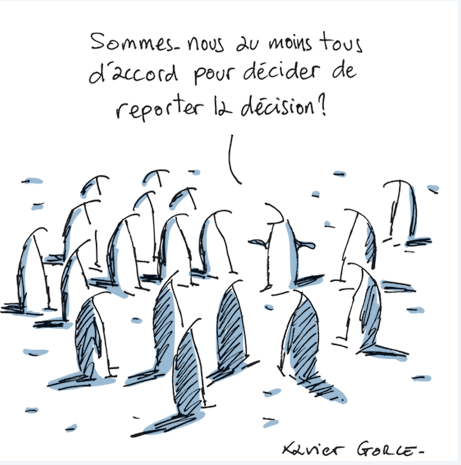 Sommes-nous au moins tous
d'accord pour décider de
reporter la décision?
Xavier GORCE-